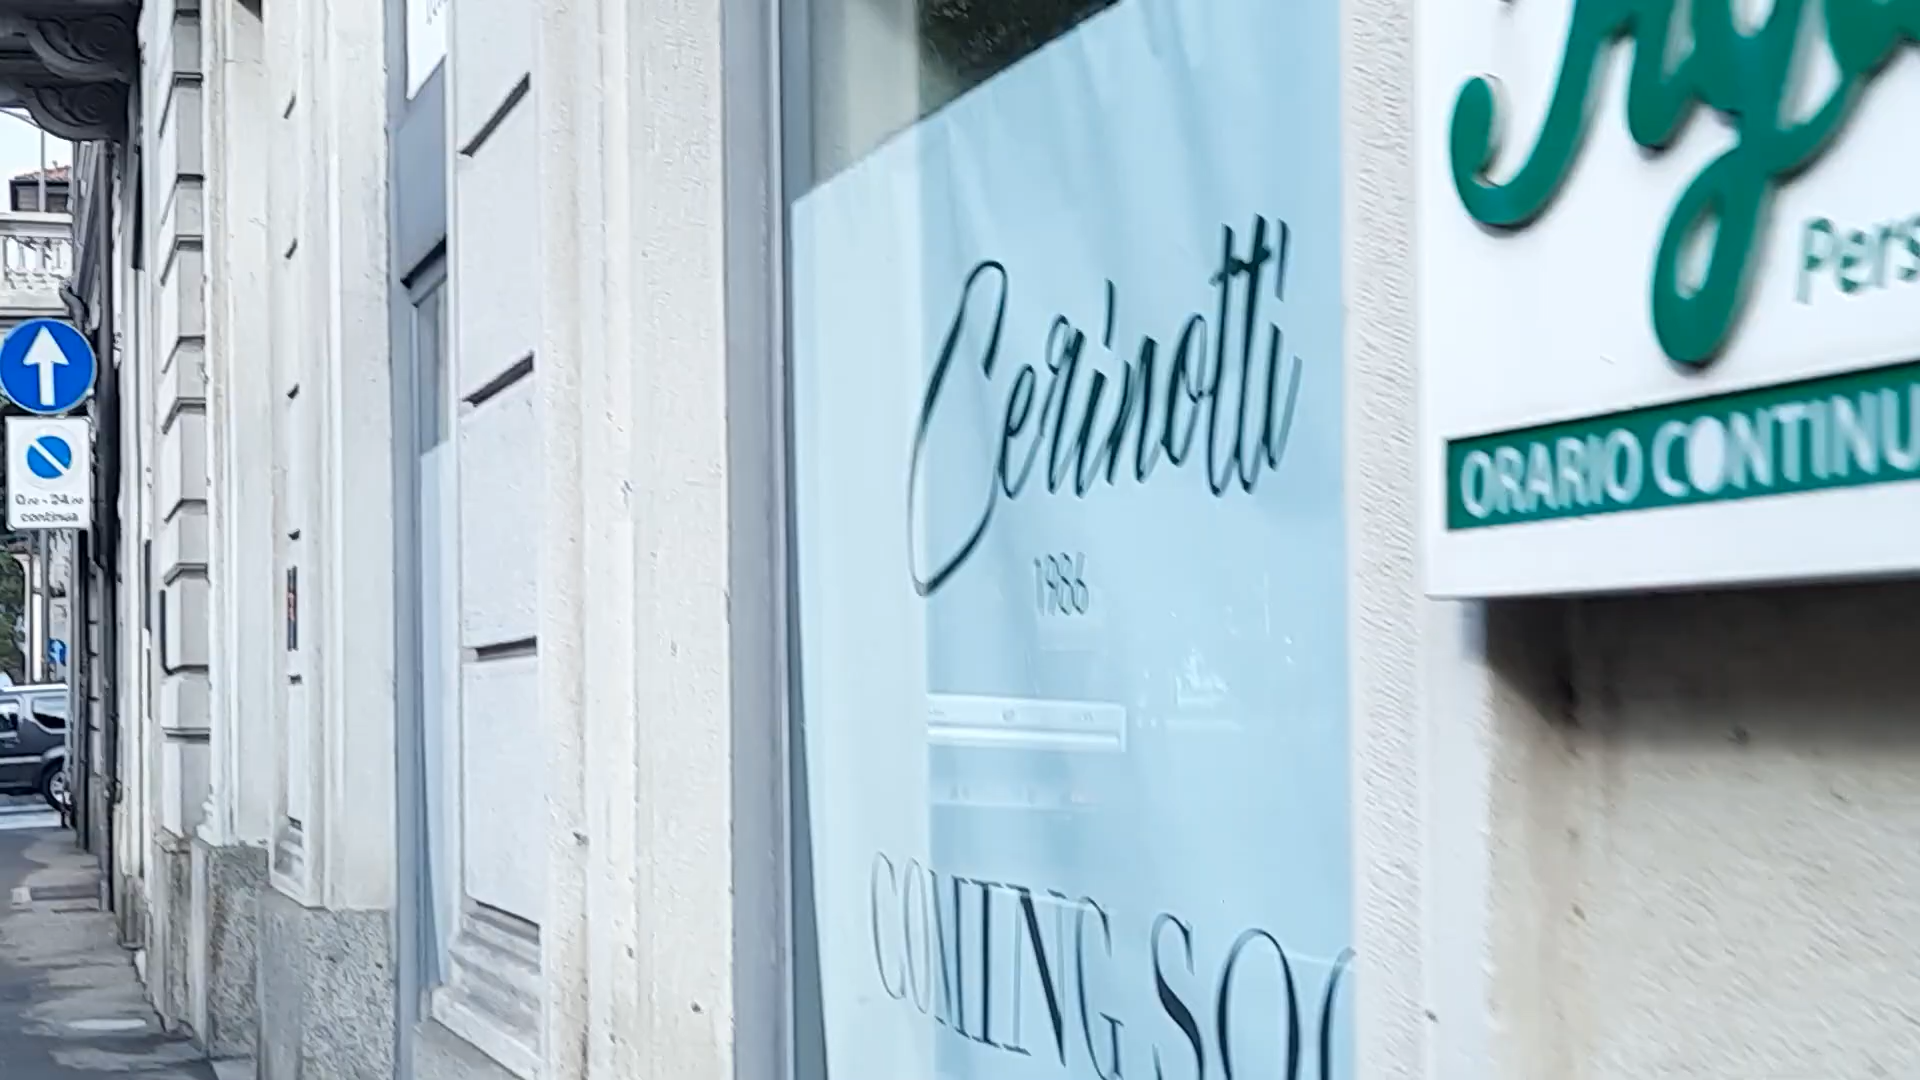 0.00 - 24.00
continua
Cerinotti
1986
COMING SOO
Pers
ORARIO CONTINU